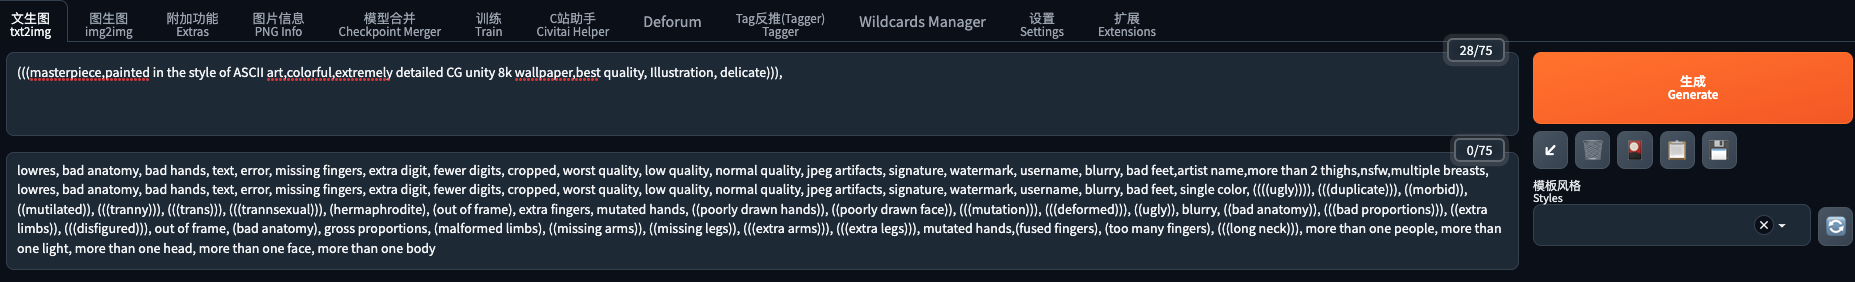 文生图 图生图 附加功能 图片信息 模型合并 训练 C站助手 Deforum Tag反推(Tagger) Wildcards Manager 设置 扩展
txt2img img2img Extras PNG Info Checkpoint Merger Train Civitai Helper Tagger Settings Extensions
28/75
(((masterpiece,painted in the style of ASCII art,colorful,extremely detailed CG unity 8k wallpaper,best quality, Illustration, delicate))),
生成
Generate
0/75
lowres, bad anatomy, bad hands, text, error, missing fingers, extra digit, fewer digits, cropped, worst quality, low quality, normal quality, jpeg artifacts, signature, watermark, username, blurry, bad feet,artist name,more than 2 thighs,nsfw,multiple breasts,
lowres, bad anatomy, bad hands, text, error, missing fingers, extra digit, fewer digits, cropped, worst quality, low quality, normal quality, jpeg artifacts, signature, watermark, username, blurry, bad feet, single color, ((((ugly)))), (((duplicate))), ((morbid)),
((mutilated)), (((tranny))), (((trans))), (((trannsexual))), (hermaphrodite), (out of frame), extra fingers, mutated hands, ((poorly drawn hands)), ((poorly drawn face)), (((mutation))), (((deformed))), ((ugly)), blurry, ((bad anatomy)), (((bad proportions))), ((extra
limbs)), (((disfigured))), out of frame, (bad anatomy), gross proportions, (malformed limbs), ((missing arms)), ((missing legs)), (((extra arms))), (((extra legs))), mutated hands,(fused fingers), (too many fingers), (((long neck))), more than one people, more than
one light, more than one head, more than one face, more than one body
模板风格
Styles